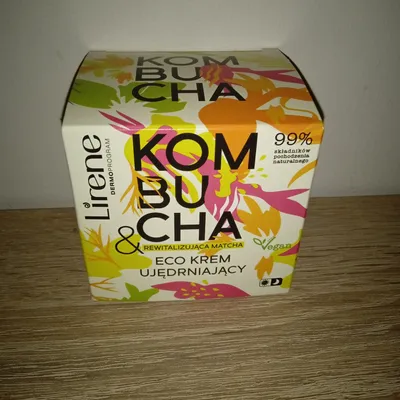 KOM
BU
CHA
Lirene
DERMOPROGRAM
KOM
BU
& CHA
REWITALIZUJĄCA MATCHA
ECO KREM
UJĘDRNIAJĄCY
99%
składników
pochodzenia
naturalnego
Vegan